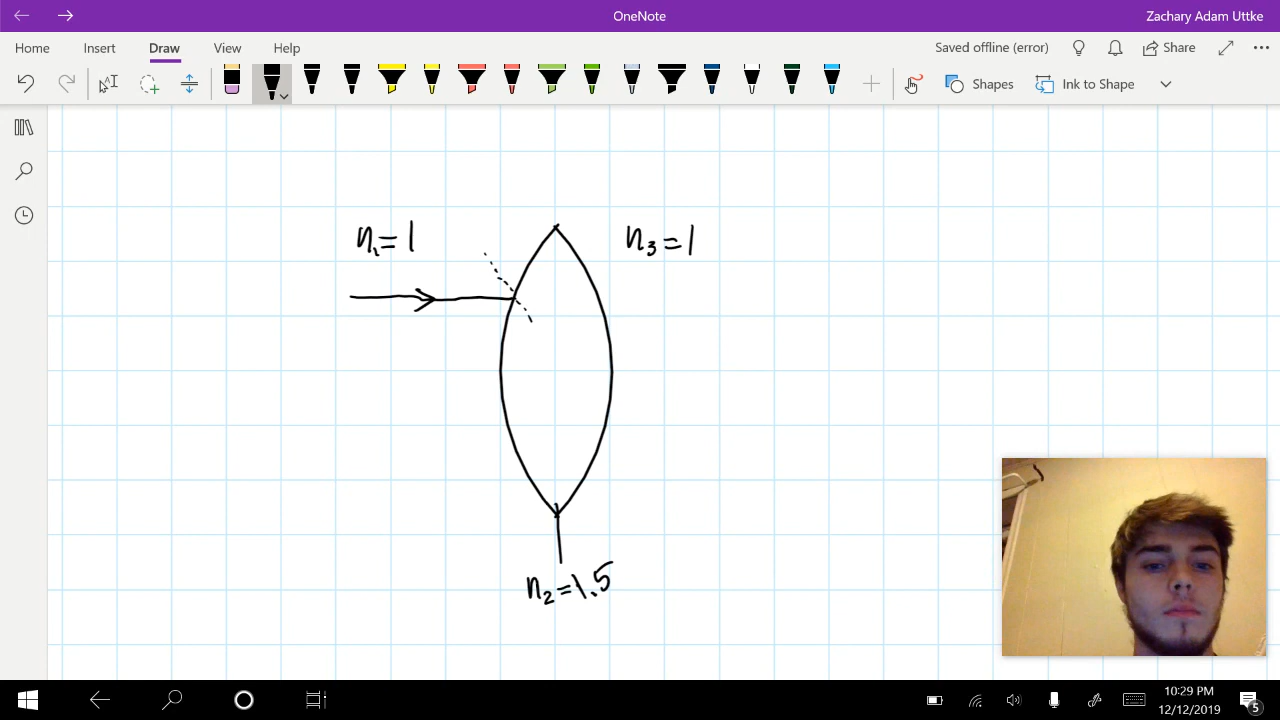 OneNote
Zachary Adam Uttke
Home Insert Draw View Help
Saved offline (error)
Share
Shapes
Ink to Shape
n₁=1
n₃=1
n₂=1.5
10:29 PM
12/12/2019
5